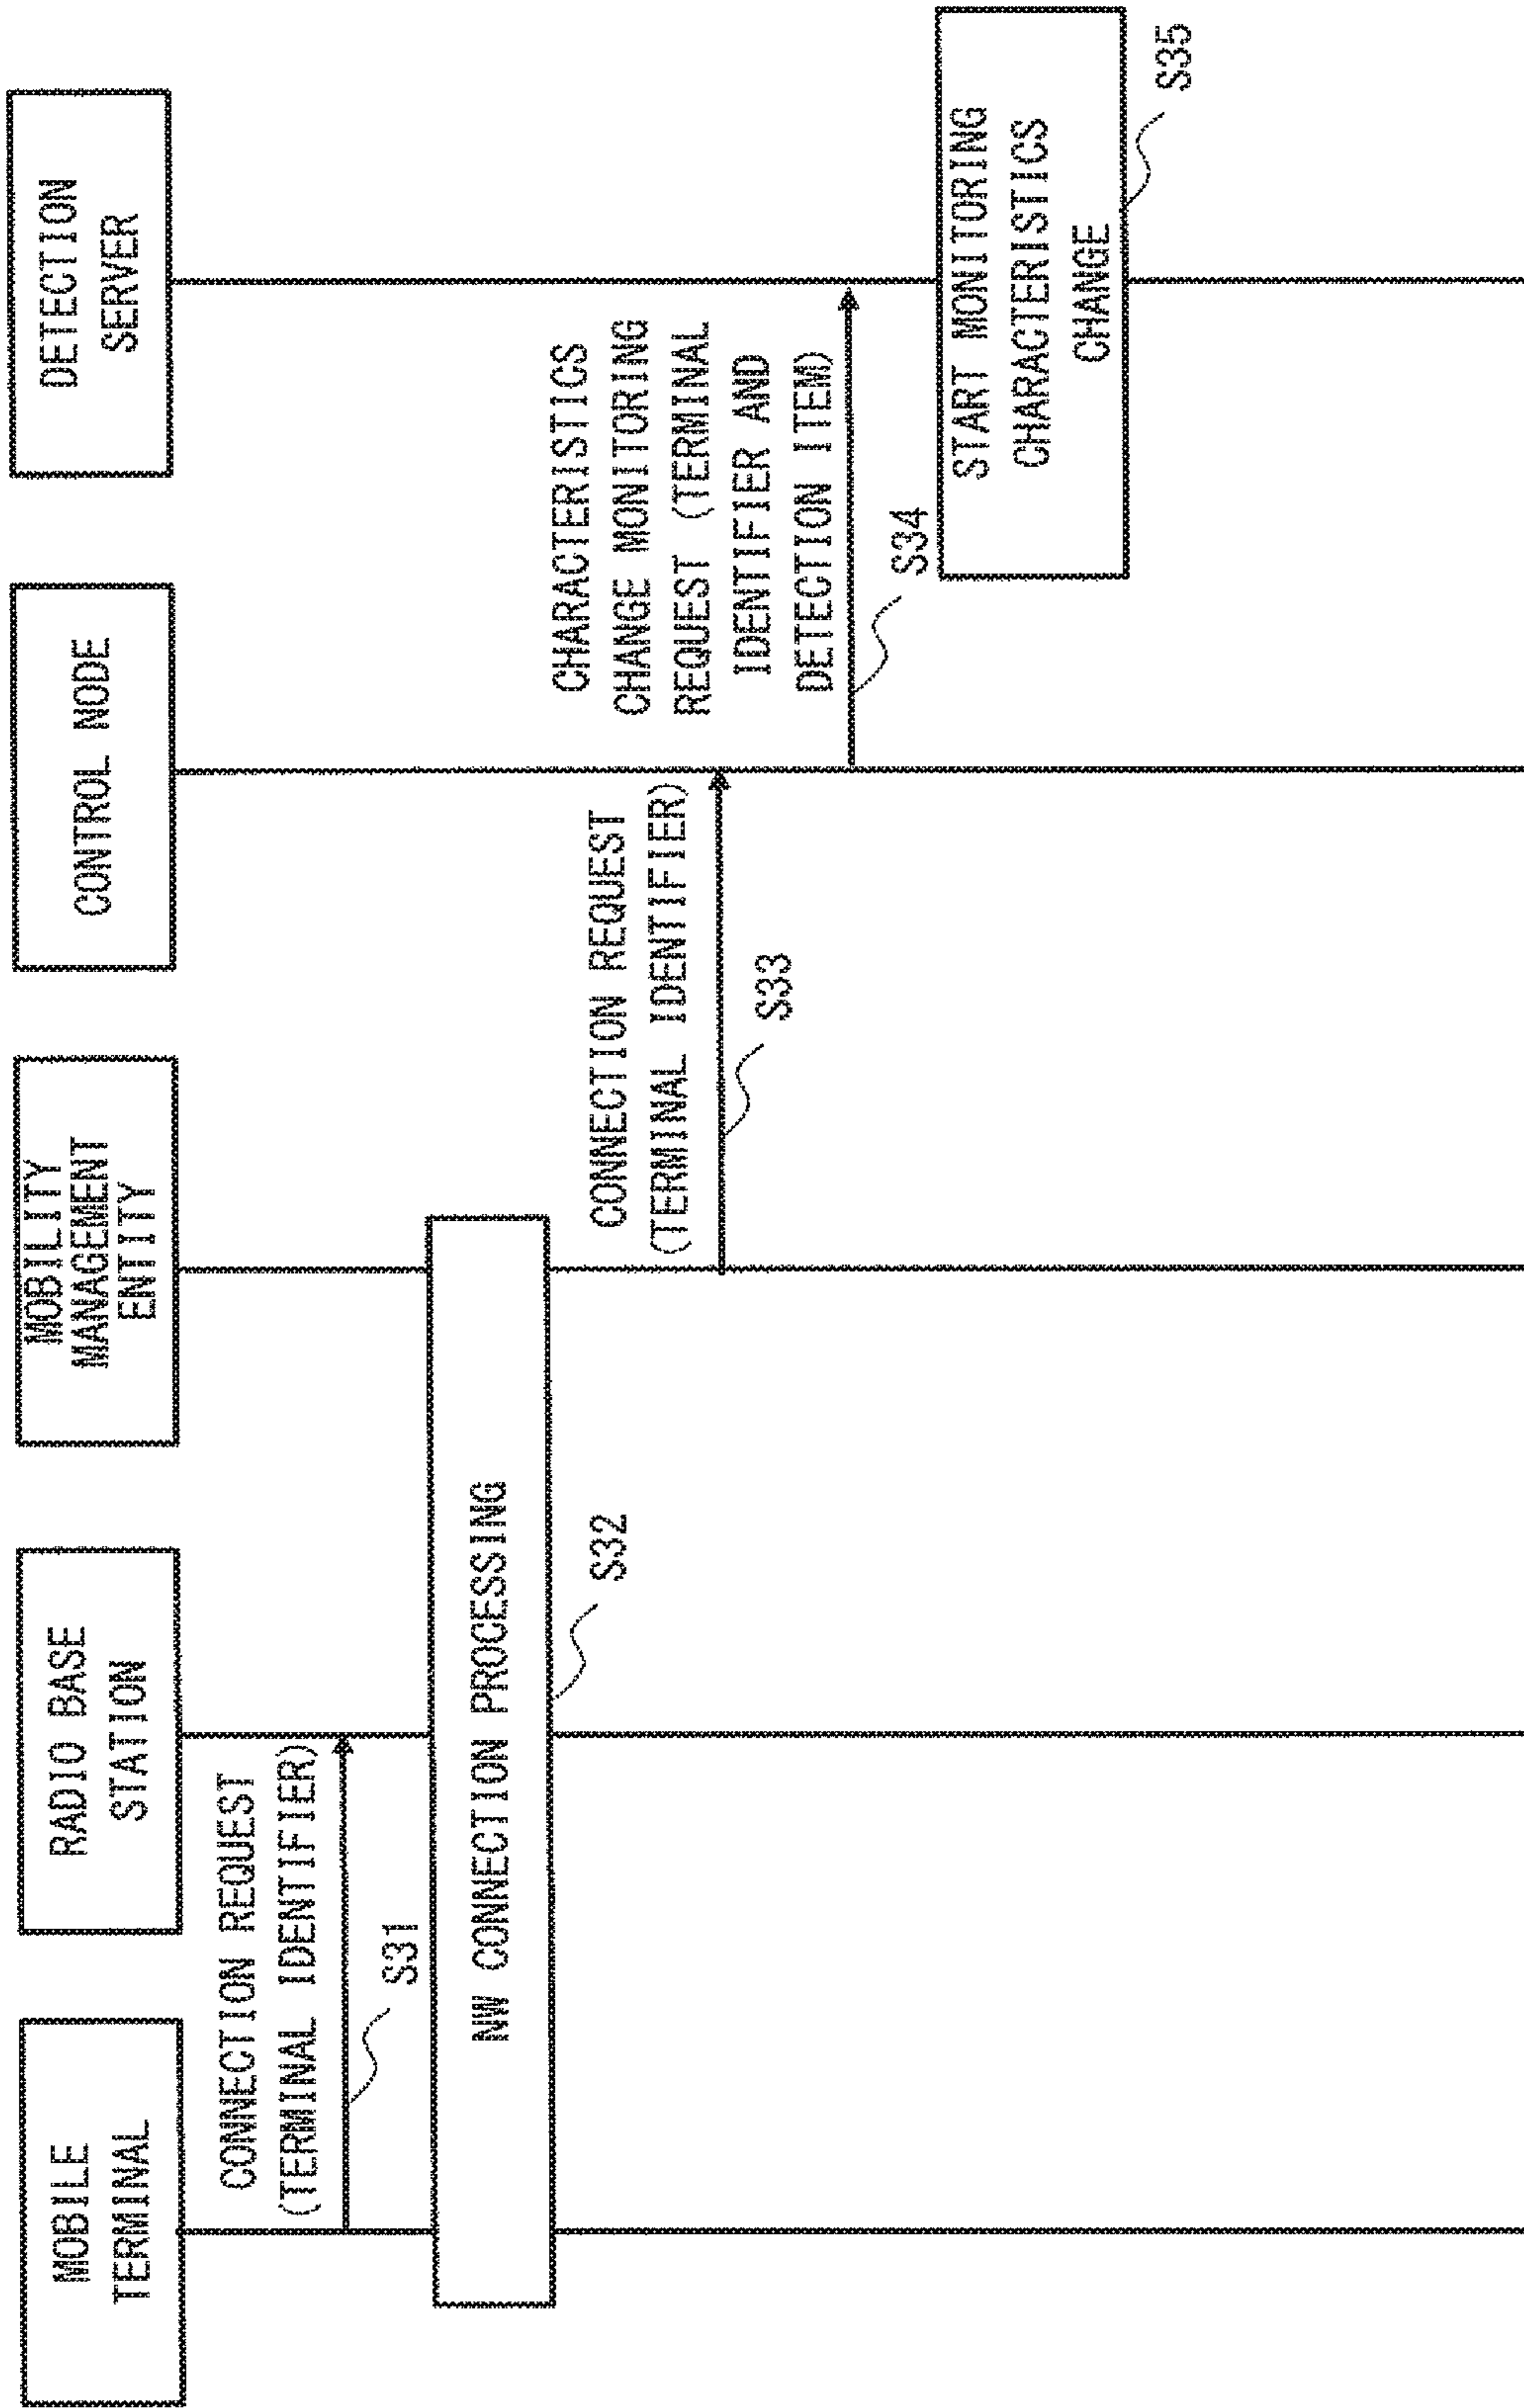 MOBILE
TERMINAL
RADIO BASE
STATION
MOBILITY
MANAGEMENT
ENTITY
CONTROL NODE
DETECTION
SERVER
CONNECTION REQUEST
(TERMINAL IDENTIFIER)
S31
NW CONNECTION PROCESSING
S32
CONNECTION REQUEST
(TERMINAL IDENTIFIER)
S33
CHARACTERISTICS
CHANGE MONITORING
REQUEST (TERMINAL
IDENTIFIER AND
DETECTION ITEM)
S34
START MONITORING
CHARACTERISTICS
CHANGE
S35